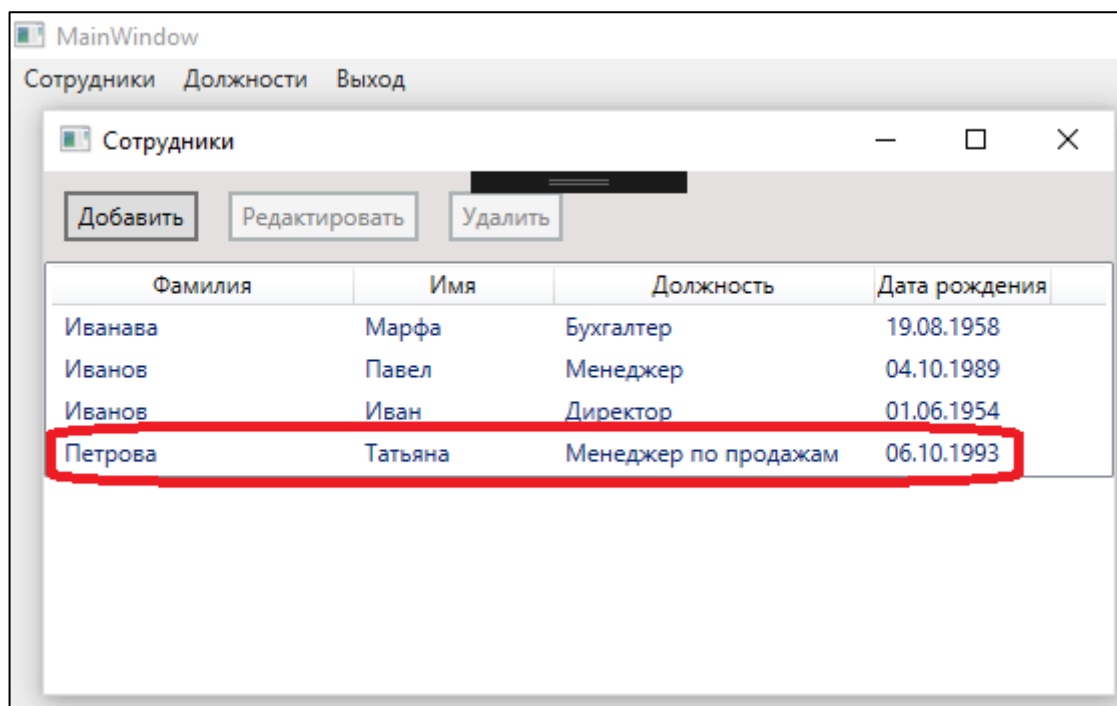 MainWindow
Сотрудники Должности Выход
Сотрудники
Добавить Редактировать Удалить
Фамилия Имя Должность Дата рождения
Иванава Марфа Бухгалтер 19.08.1958
Иванов Павел Менеджер 04.10.1989
Иванов Иван Директор 01.06.1954
Петрова Татьяна Менеджер по продажам 06.10.1993